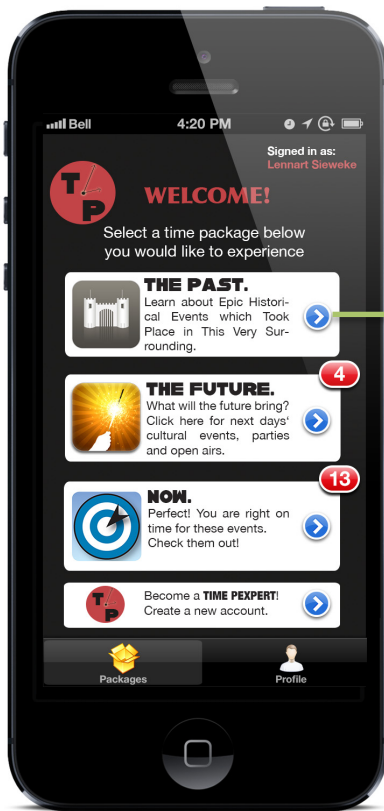 Bell 4:20 PM
Signed in as:
Lennart Sieweke
T P
WELCOME!
Select a time package below
you would like to experience
THE PAST.
Learn about Epic Histori-
cal Events which Took
Place in This Very Sur-
rounding.
4
THE FUTURE.
What will the future bring?
Click here for next days‘
cultural events, parties
and open airs.
13
NOW.
Perfect! You are right on
time for these events.
Check them out!
T P
Become a TIME PEXPERT!
Create a new account.
Packages
Profile